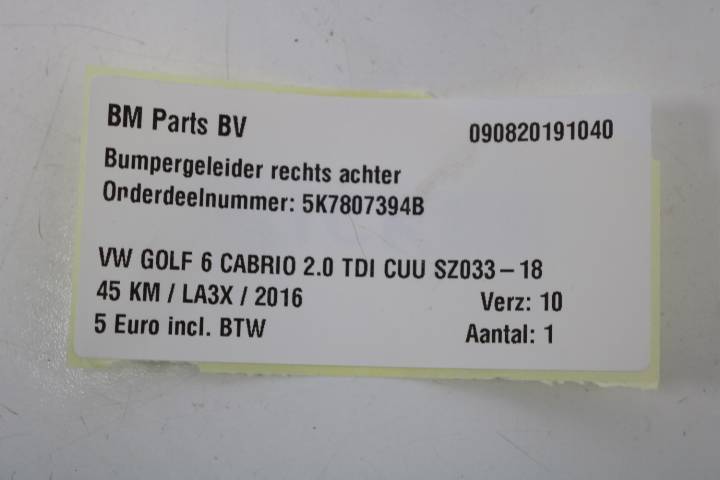 BM Parts BV 090820191040
Bumpergeleider rechts achter
Onderdeelnummer: 5K7807394B
VW GOLF 6 CABRIO 2.0 TDI CUU SZ033-18
45 KM / LA3X / 2016 Verz: 10
5 Euro incl. BTW Aantal: 1